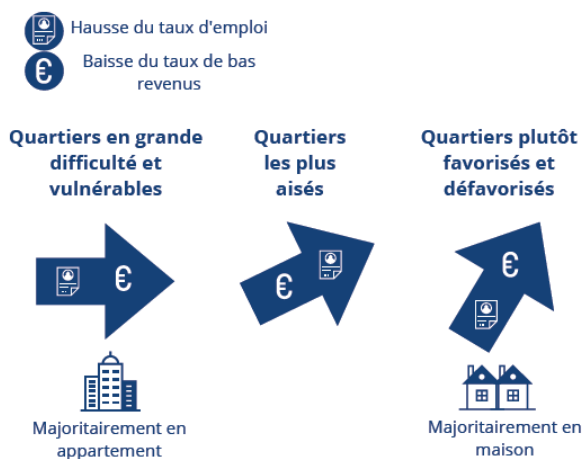 Hausse du taux d'emploi
€
Baisse du taux de bas
revenus
Quartiers en grande
difficulté et
vulnérables
Quartiers
les plus
aisés
Quartiers plutôt
favorisés et
défavorisés
€
€
€
Majoritairement en
appartement
Majoritairement en
maison